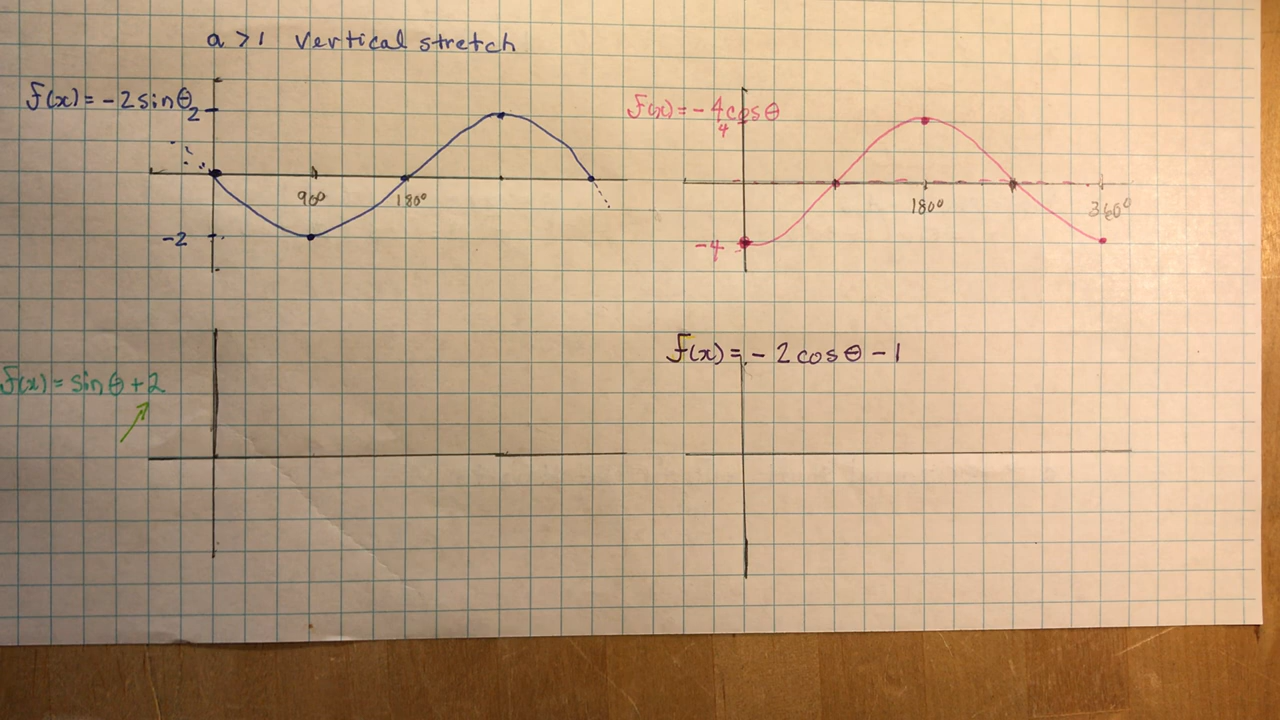 a > 1 vertical stretch
f(x) = - 2 sin θ
2
90°
180°
-2
f(x) = - 4 cos θ
4
180°
360°
-4
f(x) = sin θ + 2
f(x) = - 2 cos θ - 1